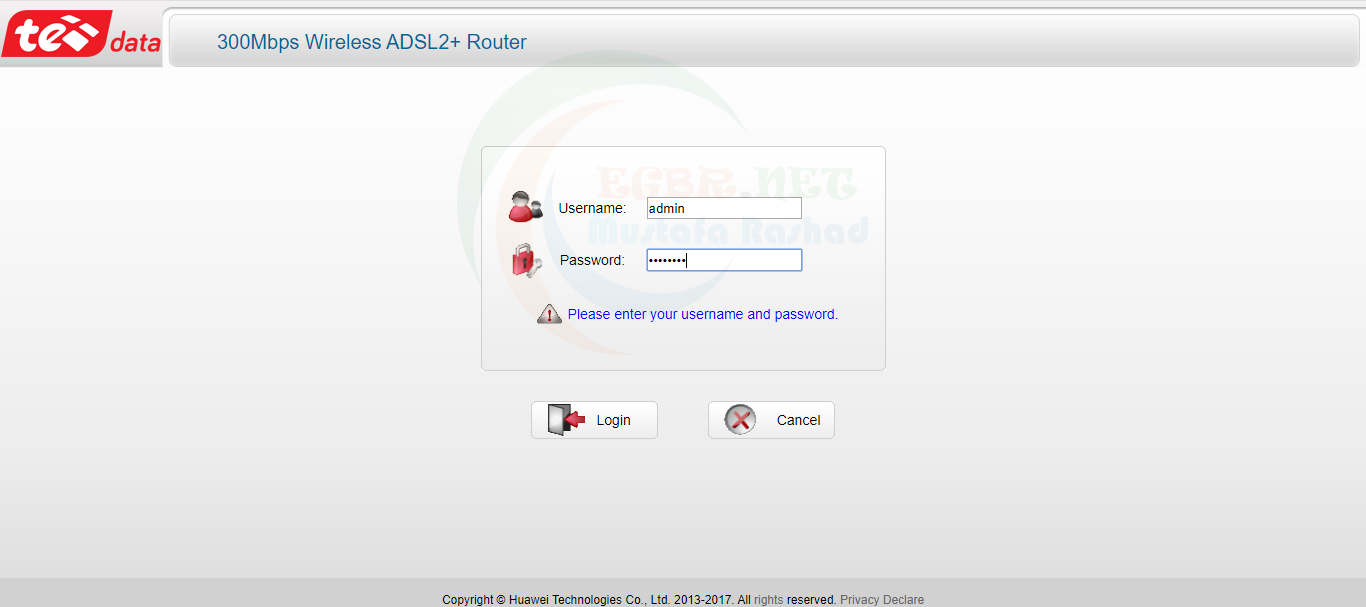 te data
300Mbps Wireless ADSL2+ Router
EGBR.NET
Username: admin
Mustafa Rashad
Password: ••••••••
Please enter your username and password.
Login Cancel
Copyright © Huawei Technologies Co., Ltd. 2013-2017. All rights reserved. Privacy Declare